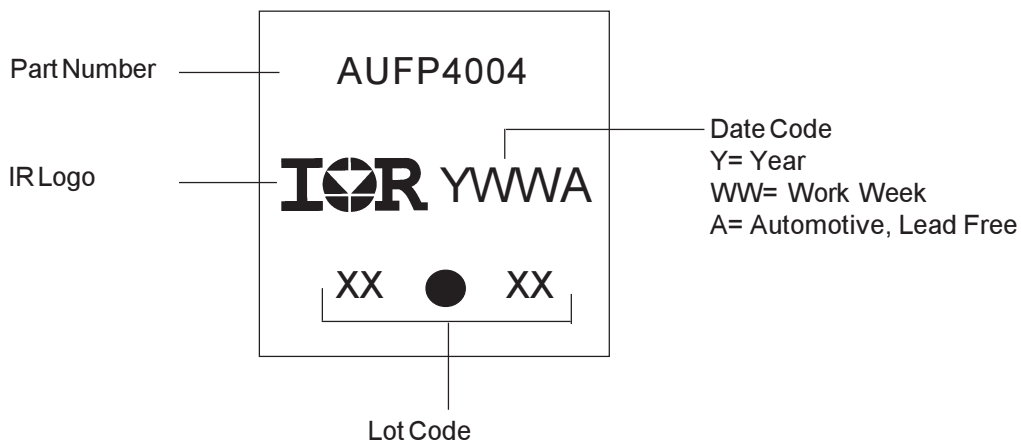 Part Number
AUFP4004
IR Logo
IOR YWWA
Date Code
Y= Year
WW= Work Week
A= Automotive, Lead Free
XX XX
Lot Code